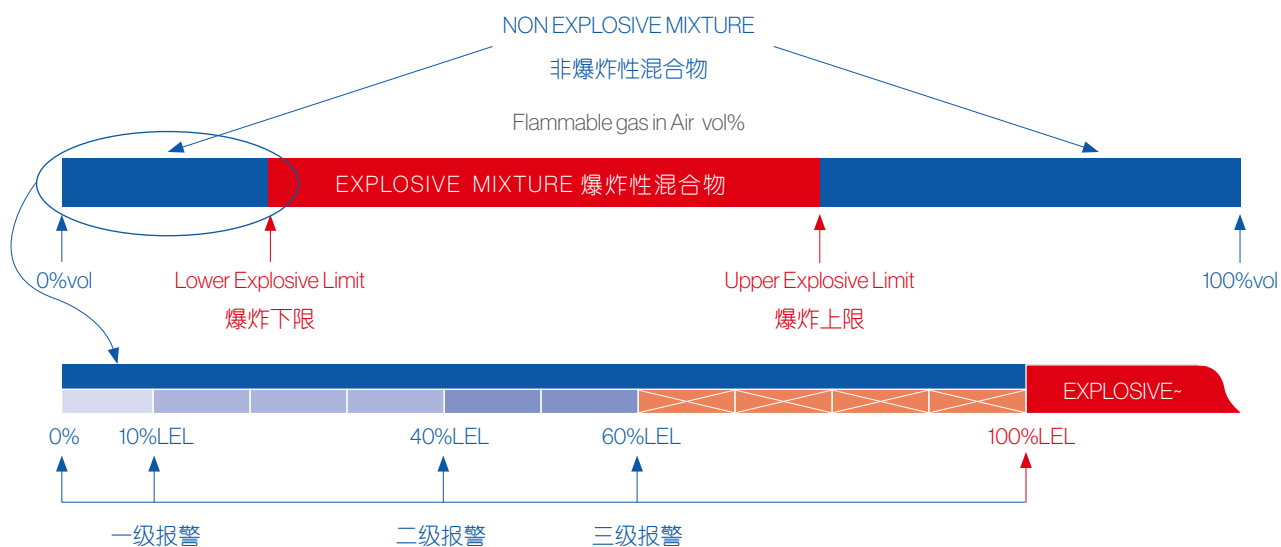 NON EXPLOSIVE MIXTURE
非爆炸性混合物
Flammable gas in Air vol%
EXPLOSIVE MIXTURE 爆炸性混合物
0%vol
Lower Explosive Limit
爆炸下限
Upper Explosive Limit
爆炸上限
100%vol
EXPLOSIVE~
0%
10%LEL
40%LEL
60%LEL
100%LEL
一级报警
二级报警
三级报警